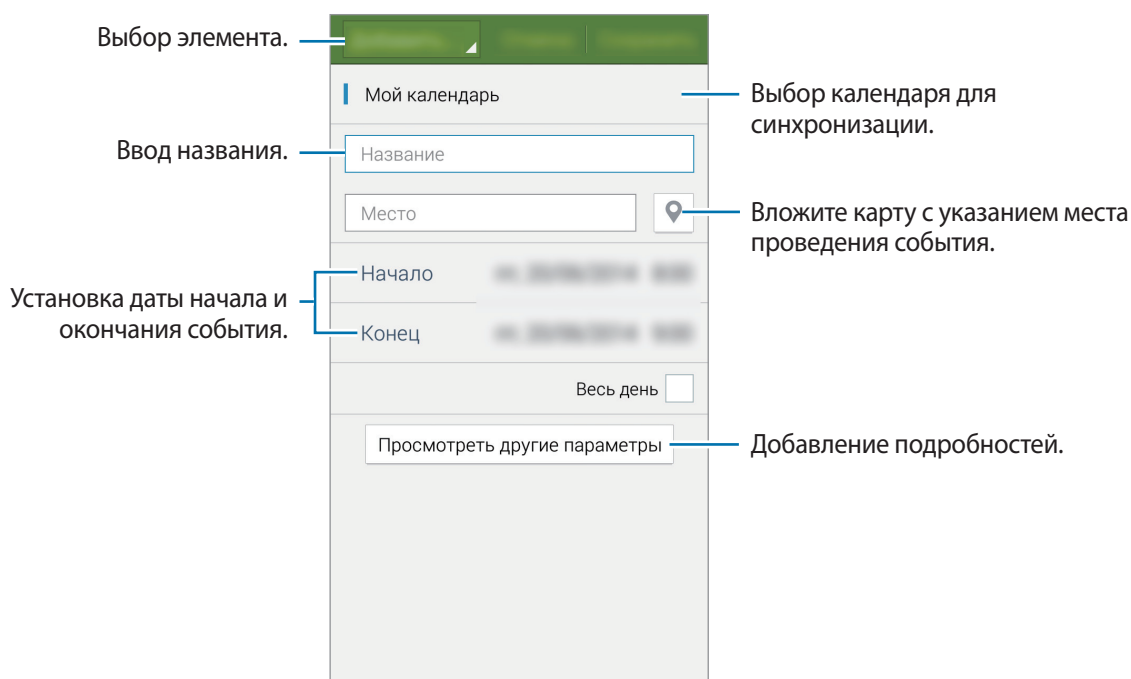 Выбор элемента.
Мой календарь
Выбор календаря для
синхронизации.
Ввод названия.
Название
Место
Вложите карту с указанием места
проведения события.
Установка даты начала и
окончания события.
Начало
Конец
Весь день
Просмотреть другие параметры
Добавление подробностей.